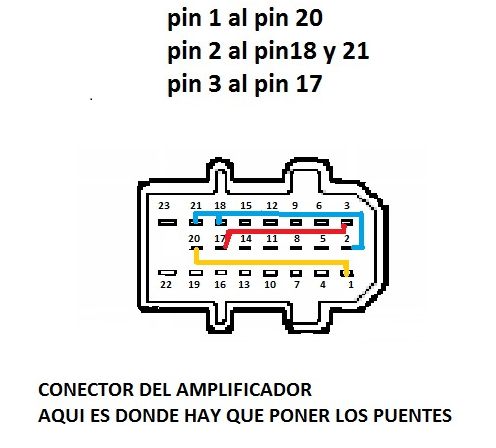 pin 1 al pin 20
pin 2 al pin18 y 21
pin 3 al pin 17
23 21 18 15 12 9 6 3
20 17 14 11 8 5 2
22 19 16 13 10 7 4 1
CONECTOR DEL AMPLIFICADOR
AQUI ES DONDE HAY QUE PONER LOS PUENTES